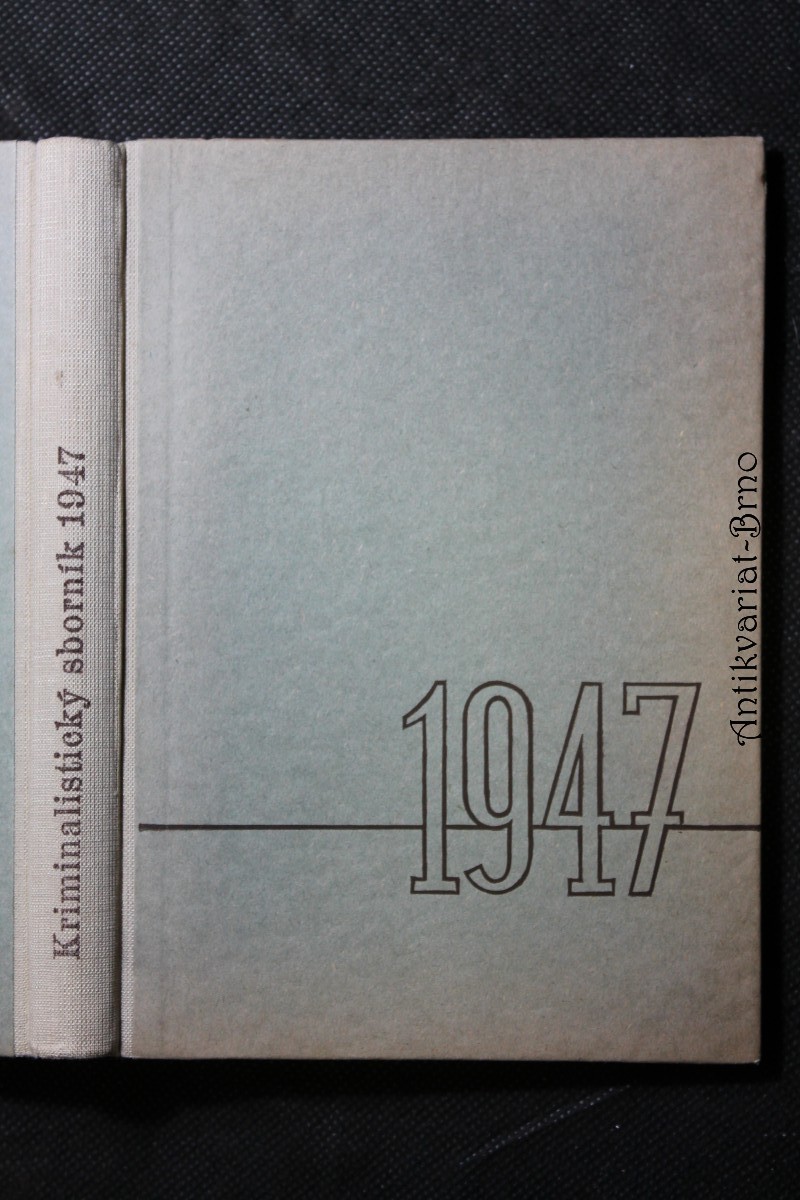 Kriminalistický sborník 1947
1947
Antikvariat-Brno